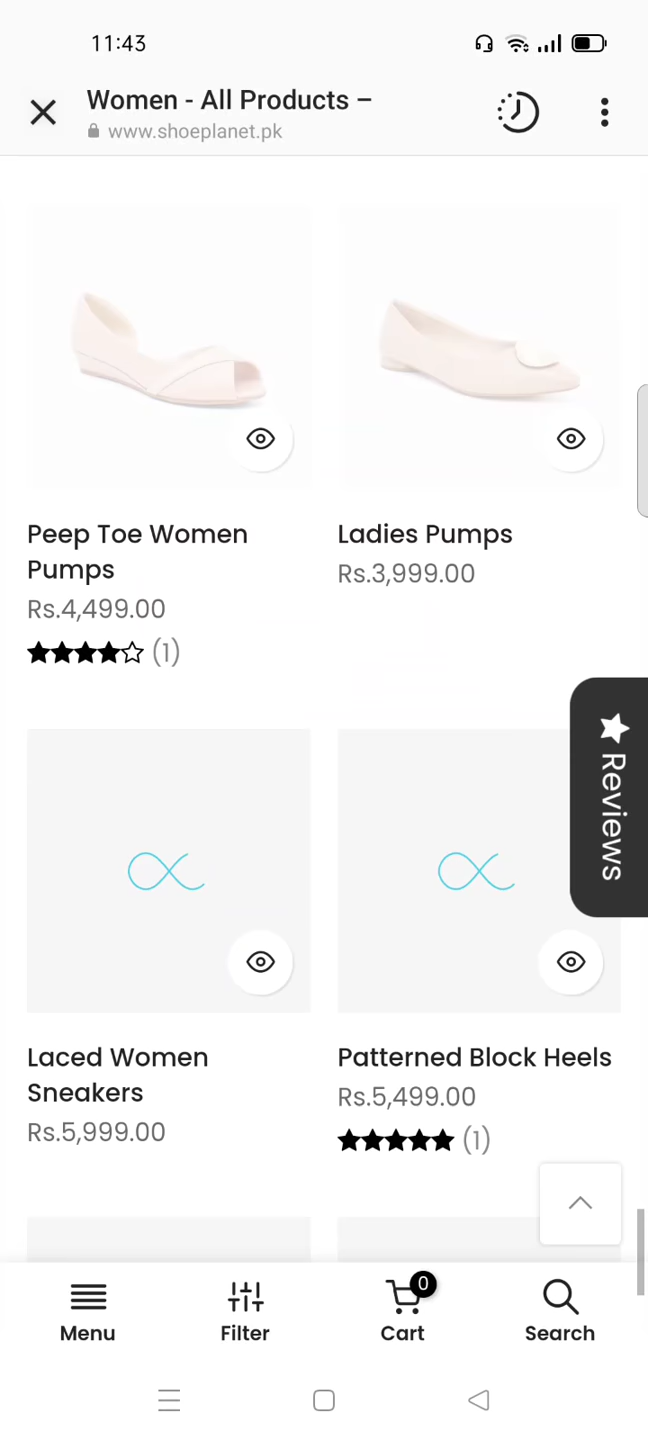 11:43
Women - All Products –
www.shoeplanet.pk
Peep Toe Women
Pumps
Rs.4,499.00
(1)
Ladies Pumps
Rs.3,999.00
Reviews
Laced Women
Sneakers
Rs.5,999.00
Patterned Block Heels
Rs.5,499.00
(1)
Menu
Filter
0
Cart
Search